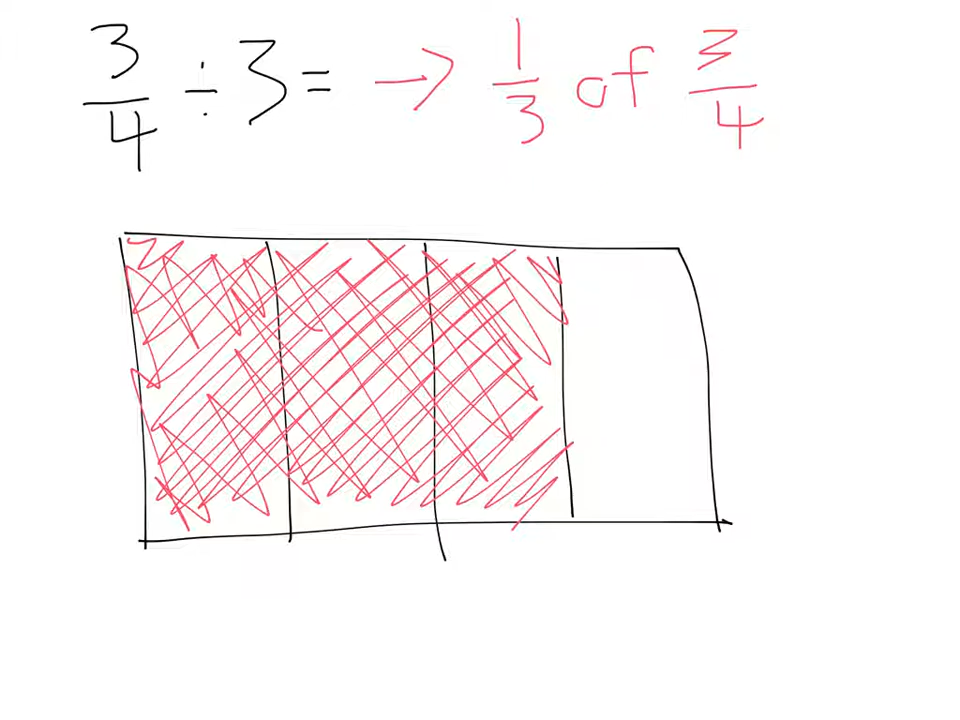 3/4 ÷ 3 = → 1/3 of 3/4